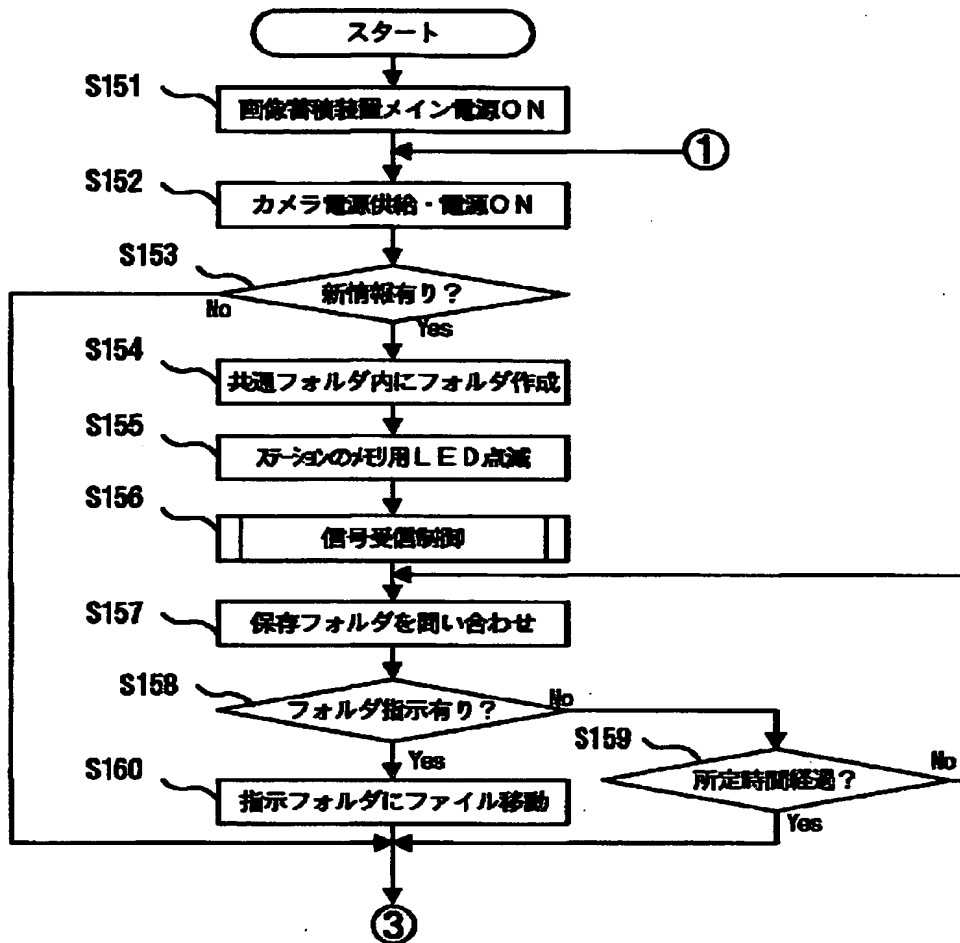 スタート
S151
画像蓄積装置メイン電源ON
①
S152
カメラ電源供給・電源ON
S153
新情報有り？
No
Yes
S154
共通フォルダ内にフォルダ作成
S155
ステーションのメモリ用LED点滅
S156
信号受信制御
S157
保存フォルダを問い合わせ
S158
フォルダ指示有り？
No
Yes
S159
所定時間経過？
No
Yes
S160
指示フォルダにファイル移動
③